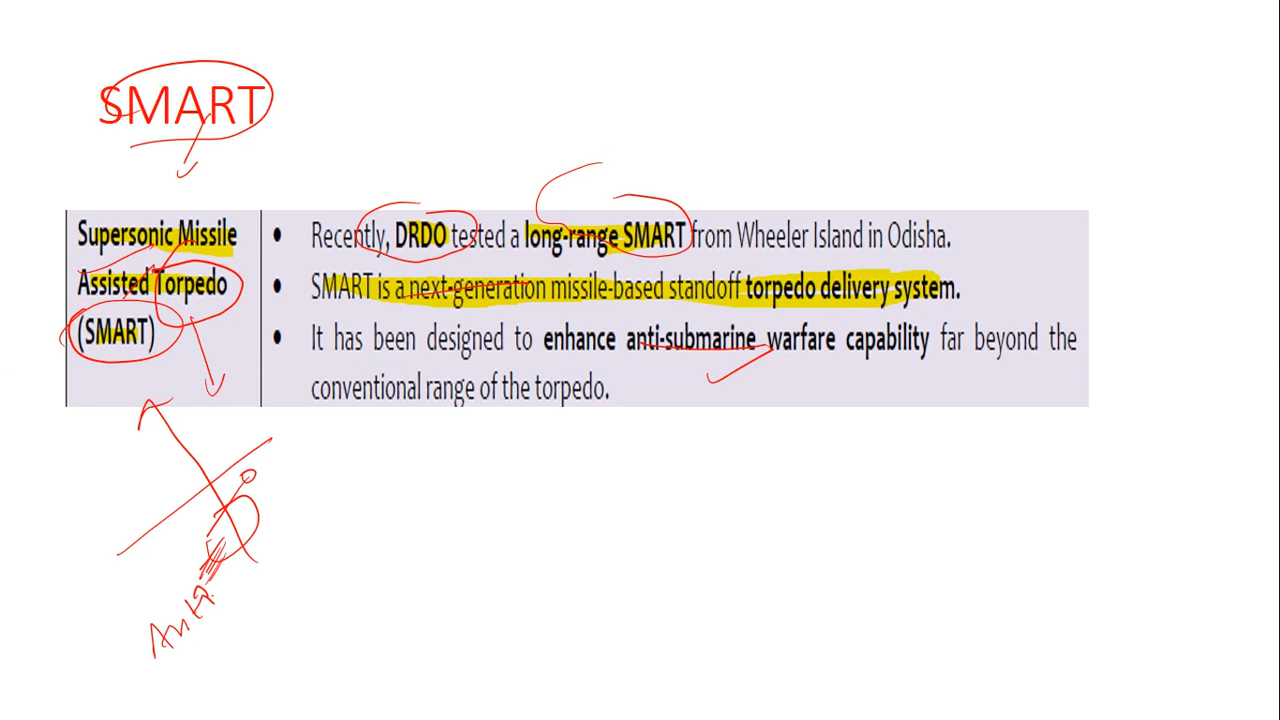 SMART
Supersonic Missile
Assisted Torpedo
(SMART)
• Recently, DRDO tested a long-range SMART from Wheeler Island in Odisha.
• SMART is a next-generation missile-based standoff torpedo delivery system.
• It has been designed to enhance anti-submarine warfare capability far beyond the
conventional range of the torpedo.